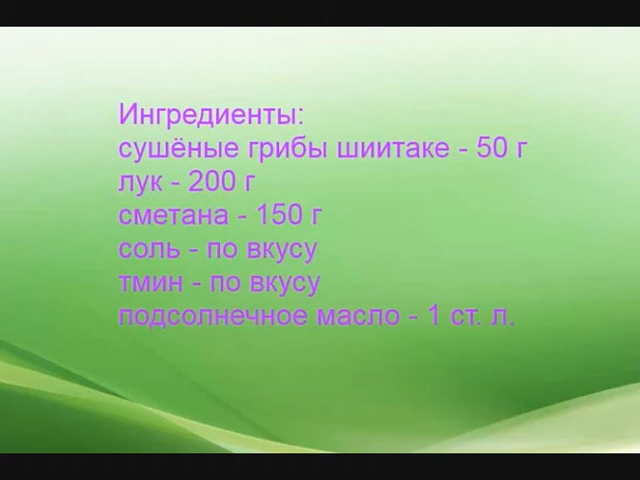 Ингредиенты:
сушёные грибы шиитаке - 50 г
лук - 200 г
сметана - 150 г
соль - по вкусу
тмин - по вкусу
подсолнечное масло - 1 ст. л.